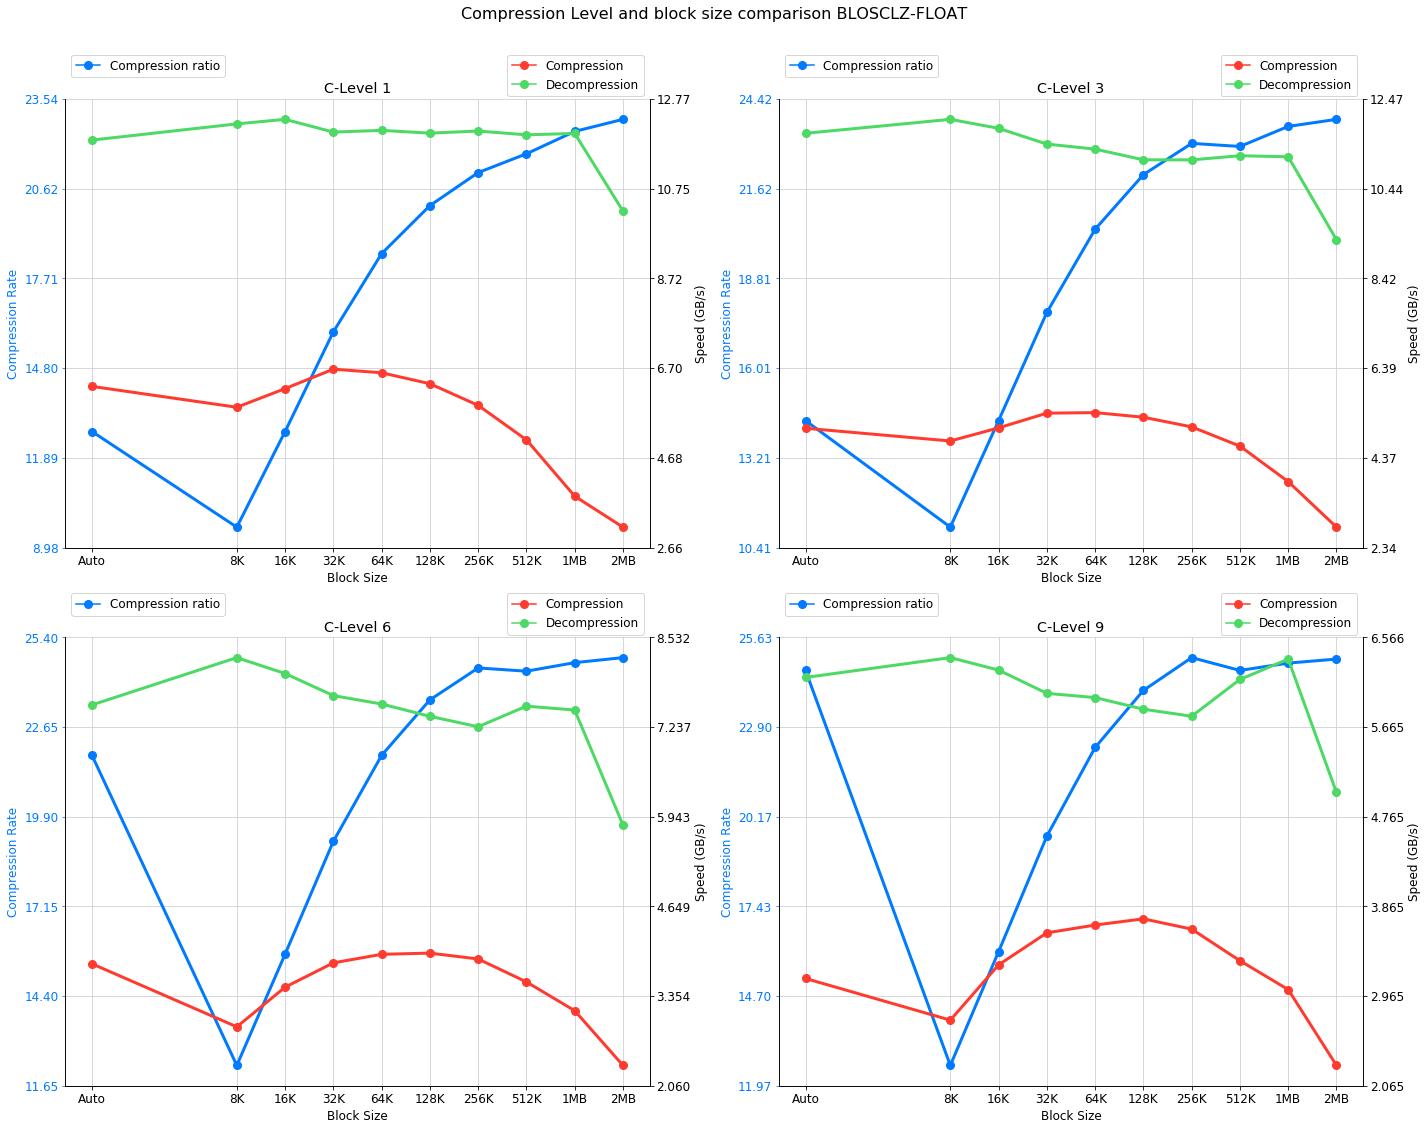 Compression Level and block size comparison BLOSCLZ-FLOAT
Compression ratio
Compression
Decompression
C-Level 1
23.54
20.62
17.71
14.80
11.89
8.98
Compression Rate
12.77
10.75
8.72
6.70
4.68
2.66
Speed (GB/s)
Auto 8K 16K 32K 64K 128K 256K 512K 1MB 2MB
Block Size
Compression ratio
Compression
Decompression
C-Level 3
24.42
21.62
18.81
16.01
13.21
10.41
Compression Rate
12.47
10.44
8.42
6.39
4.37
2.34
Speed (GB/s)
Auto 8K 16K 32K 64K 128K 256K 512K 1MB 2MB
Block Size
Compression ratio
Compression
Decompression
C-Level 6
25.40
22.65
19.90
17.15
14.40
11.65
Compression Rate
8.532
7.237
5.943
4.649
3.354
2.060
Speed (GB/s)
Auto 8K 16K 32K 64K 128K 256K 512K 1MB 2MB
Block Size
Compression ratio
Compression
Decompression
C-Level 9
25.63
22.90
20.17
17.43
14.70
11.97
Compression Rate
6.566
5.665
4.765
3.865
2.965
2.065
Speed (GB/s)
Auto 8K 16K 32K 64K 128K 256K 512K 1MB 2MB
Block Size